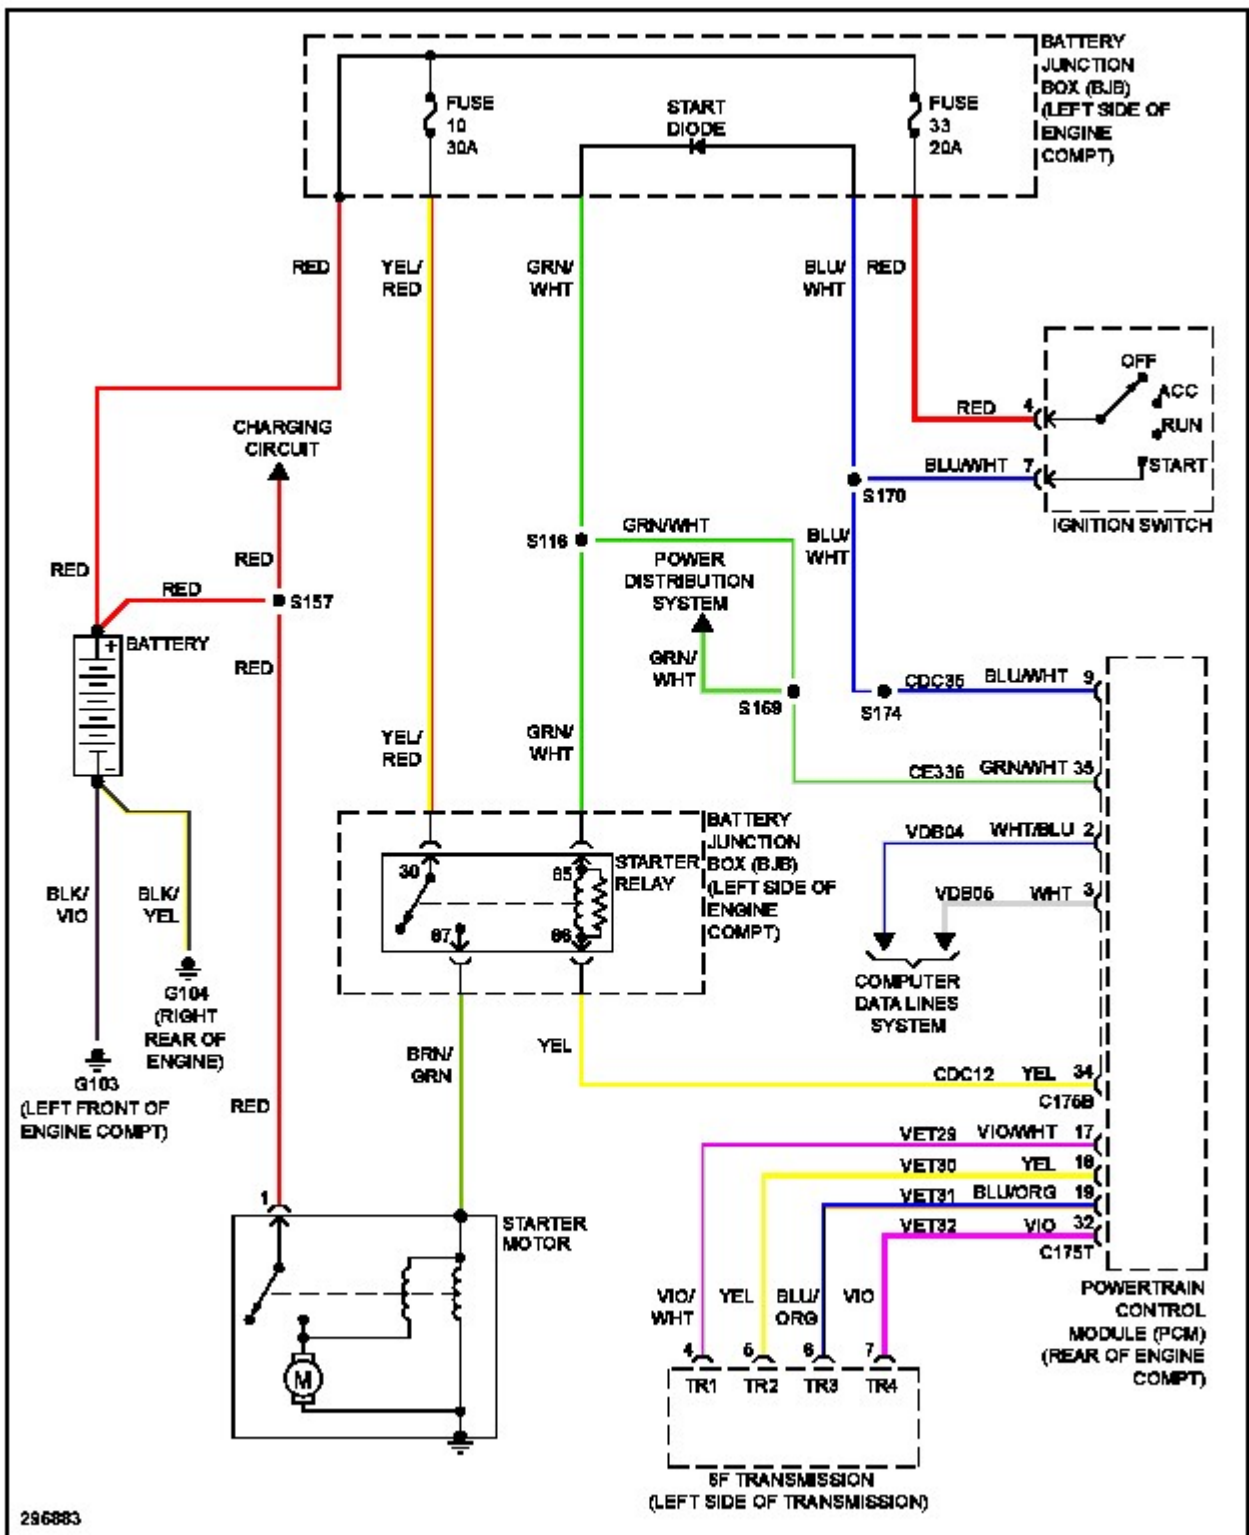 BATTERY
JUNCTION
BOX (BJB)
(LEFT SIDE OF
ENGINE
COMPT)
FUSE
10
30A
START
DIODE
FUSE
33
20A
RED
YEL/
RED
GRN/
WHT
BLU/
WHT
RED
OFF
ACC
RUN
START
RED 4
BLU/WHT 7
IGNITION SWITCH
CHARGING
CIRCUIT
S170
GRN/WHT
S116
BLU/
WHT
POWER
DISTRIBUTION
SYSTEM
RED
RED
RED
S157
BATTERY
+
-
RED
GRN/
WHT
S169
S174
CDC35 BLU/WHT 9
YEL/
RED
GRN/
WHT
CE336 GRN/WHT 35
BATTERY
JUNCTION
BOX (BJB)
(LEFT SIDE OF
ENGINE
COMPT)
STARTER
RELAY
30
85
87
86
VDB04 WHT/BLU 2
VDB05 WHT 3
COMPUTER
DATA LINES
SYSTEM
BLK/
VIO
BLK/
YEL
G104
(RIGHT
REAR OF
ENGINE)
G103
(LEFT FRONT OF
ENGINE COMPT)
BRN/
GRN
YEL
CDC12 YEL 34
C175B
RED
VET29 VIO/WHT 17
VET30 YEL 18
VET31 BLU/ORG 19
VET32 VIO 32
C175T
1
STARTER
MOTOR
M
POWERTRAIN
CONTROL
MODULE (PCM)
(REAR OF ENGINE
COMPT)
VIO/
WHT
YEL
BLU/
ORG
VIO
4 5 6 7
TR1 TR2 TR3 TR4
6F TRANSMISSION
(LEFT SIDE OF TRANSMISSION)
296883